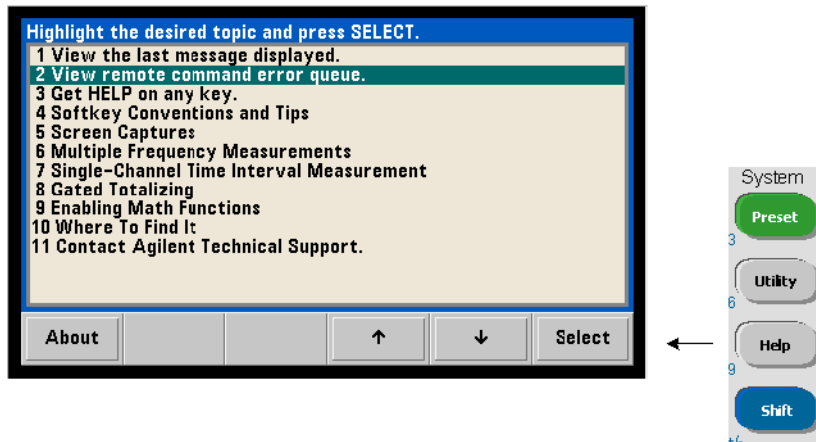 Highlight the desired topic and press SELECT.
1 View the last message displayed.
2 View remote command error queue.
3 Get HELP on any key.
4 Softkey Conventions and Tips
5 Screen Captures
6 Multiple Frequency Measurements
7 Single-Channel Time Interval Measurement
8 Gated Totalizing
9 Enabling Math Functions
10 Where To Find It
11 Contact Agilent Technical Support.
About ↑ ↓ Select
System
Preset
3
Utility
6
Help
9
Shift